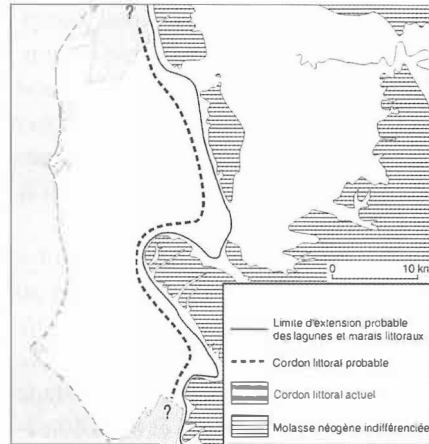 ?
0 10 km
Limite d'extension probable
des lagunes et marais littoraux
Cordon littoral probable
Cordon littoral actuel
?
Molasse néogène indifférenciée